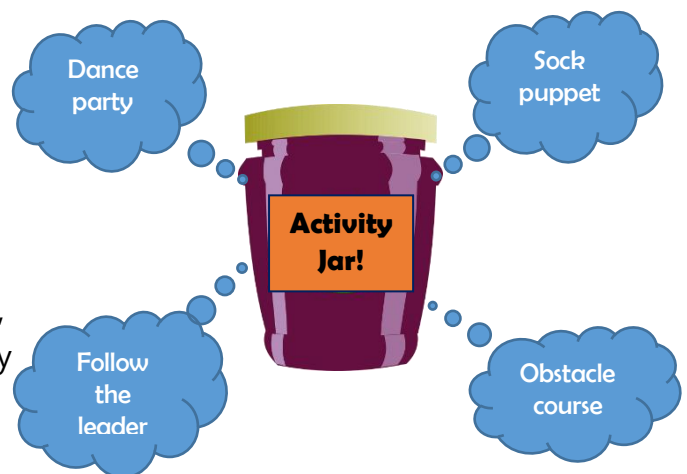 Dance
party
Sock
puppet
Activity
Jar!
Follow
the
leader
Obstacle
course